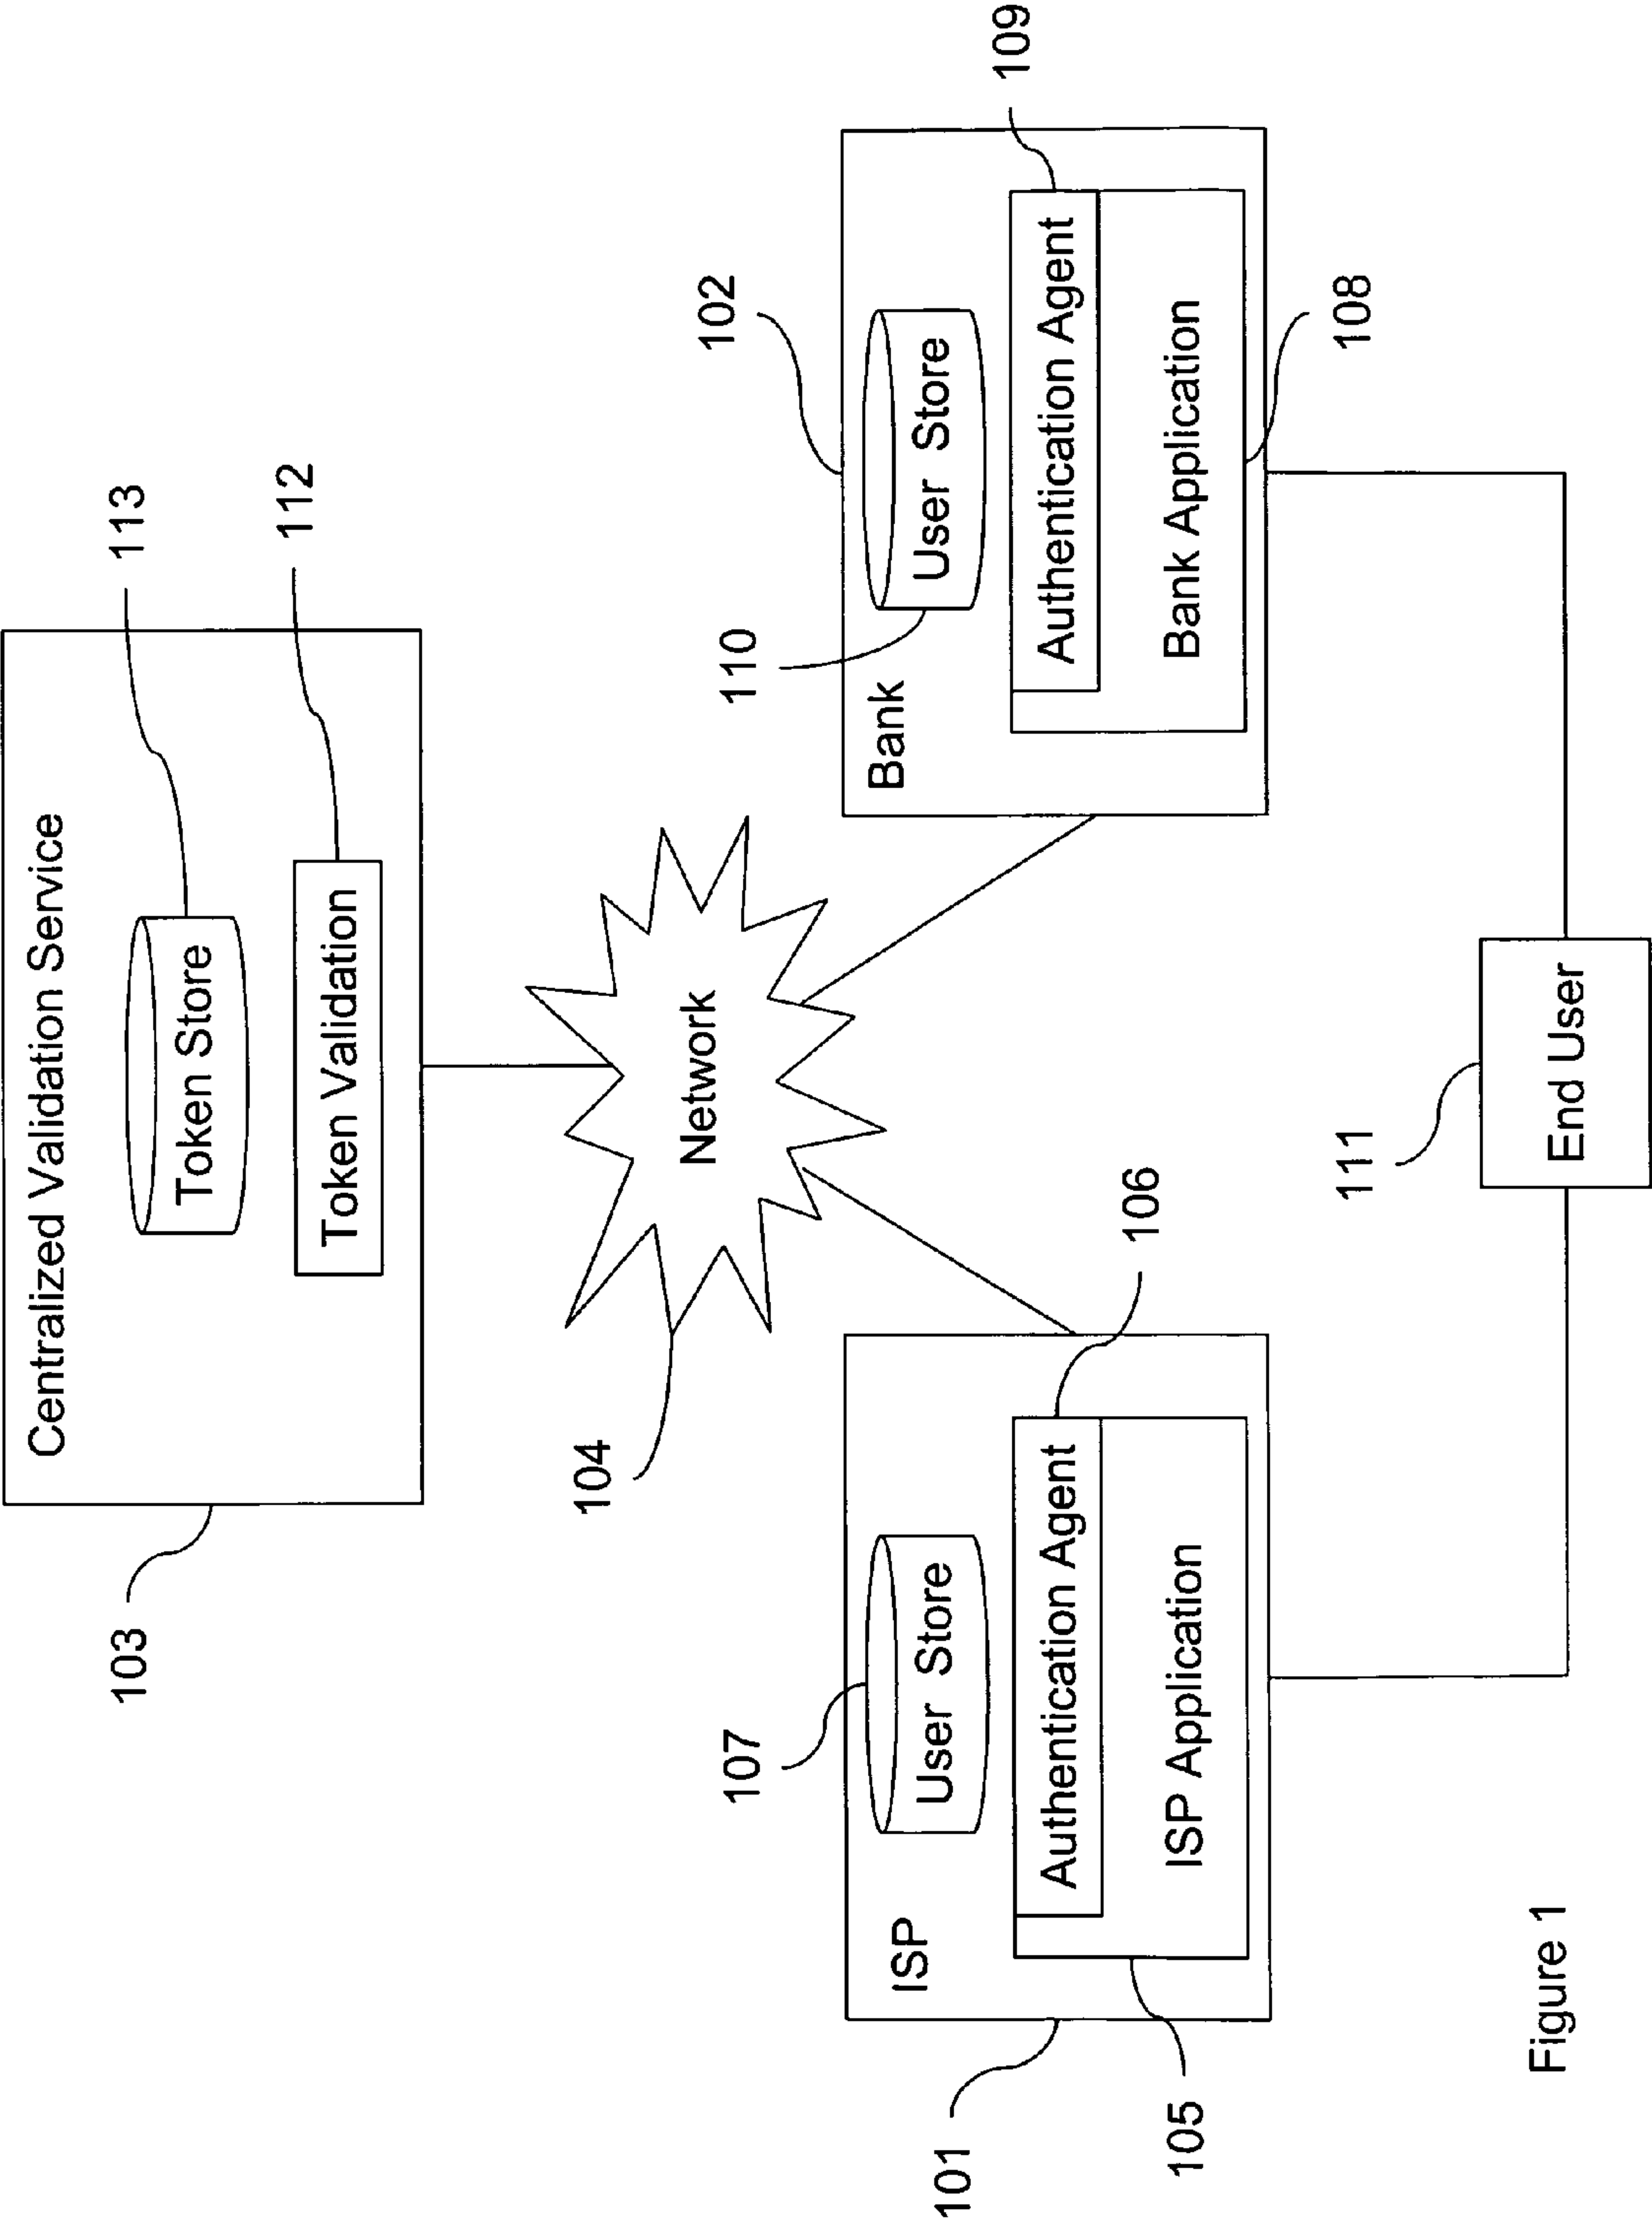 Centralized Validation Service
103
Token Store
113
Token Validation
112
104
Network
107
ISP
User Store
Authentication Agent
106
ISP Application
101
105
102
110
Bank
User Store
Authentication Agent
109
Bank Application
108
111
End User
Figure 1